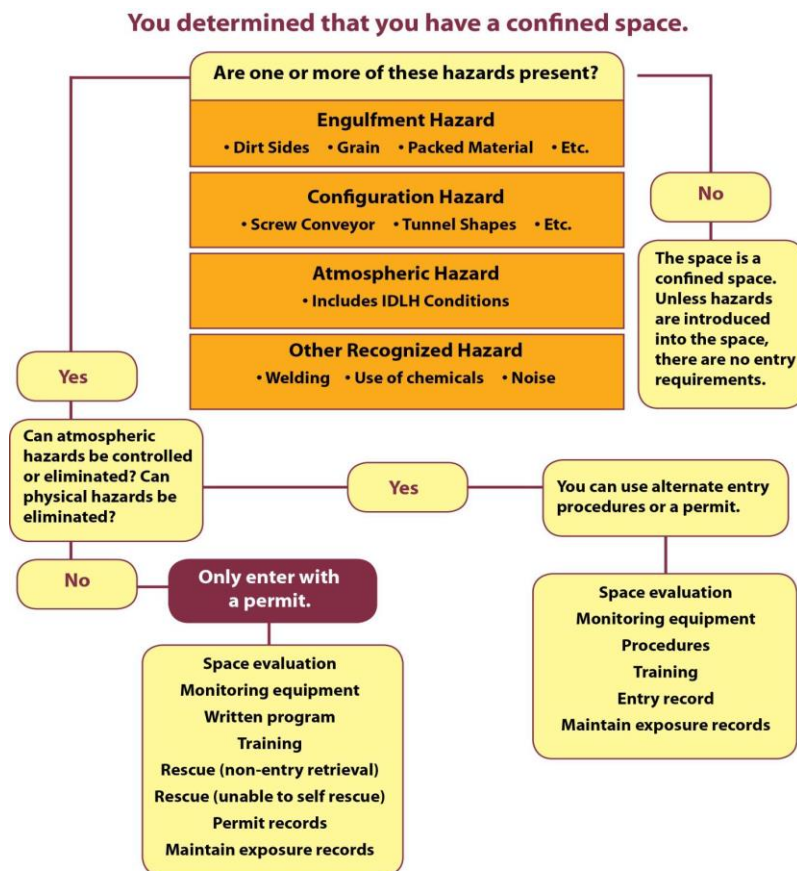 You determined that you have a confined space.
Are one or more of these hazards present?
Engulfment Hazard
• Dirt Sides • Grain • Packed Material • Etc.
Configuration Hazard
• Screw Conveyor • Tunnel Shapes • Etc.
Atmospheric Hazard
• Includes IDLH Conditions
Other Recognized Hazard
• Welding • Use of chemicals • Noise
No
The space is a
confined space.
Unless hazards
are introduced
into the space,
there are no entry
requirements.
Yes
Can atmospheric
hazards be controlled
or eliminated? Can
physical hazards be
eliminated?
Yes
You can use alternate entry
procedures or a permit.
Space evaluation
Monitoring equipment
Procedures
Training
Entry record
Maintain exposure records
No
Only enter with
a permit.
Space evaluation
Monitoring equipment
Written program
Training
Rescue (non-entry retrieval)
Rescue (unable to self rescue)
Permit records
Maintain exposure records